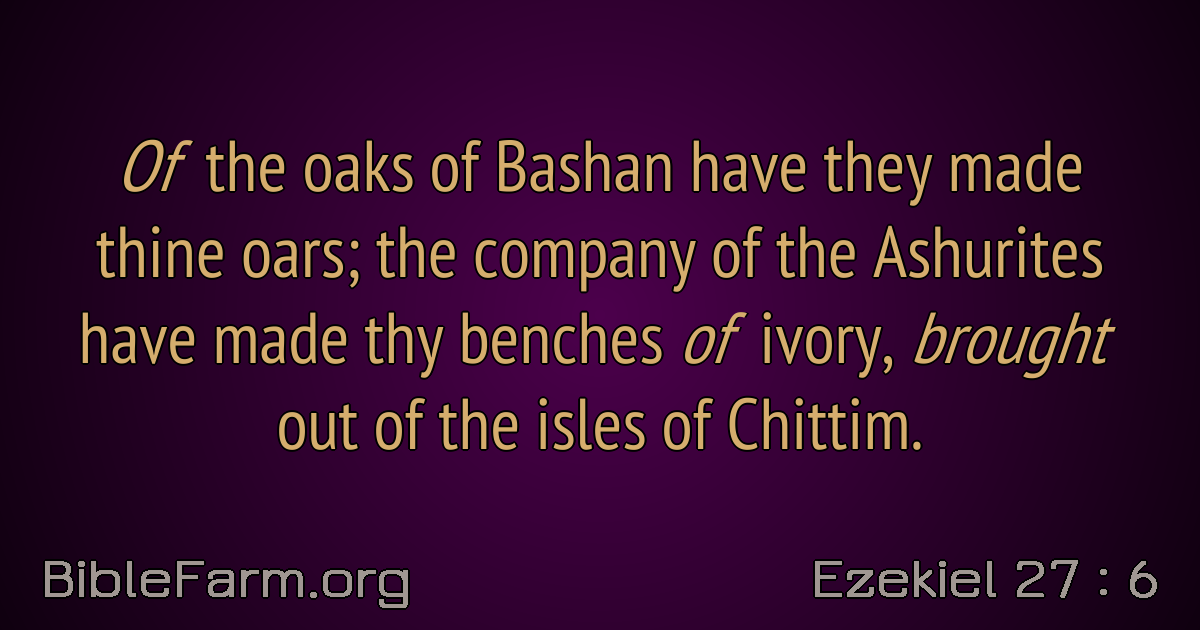 Of the oaks of Bashan have they made
thine oars; the company of the Ashurites
have made thy benches of ivory, brought
out of the isles of Chittim.
BibleFarm.org
Ezekiel 27 : 6